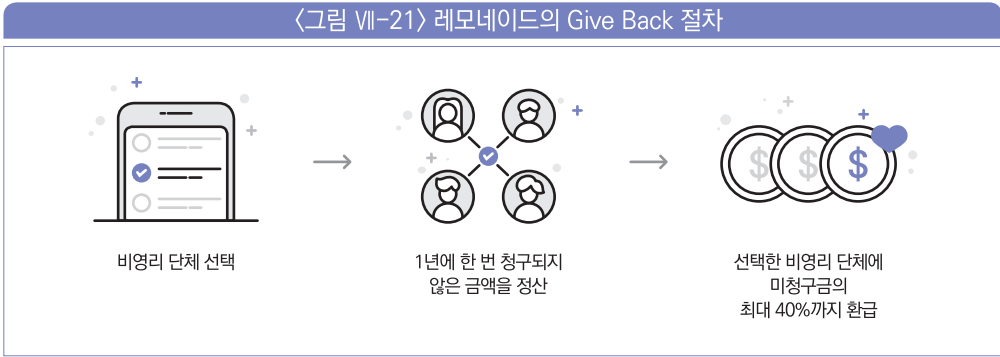 〈그림 Ⅶ-21〉 레모네이드의 Give Back 절차
비영리 단체 선택
1년에 한 번 청구되지
않은 금액을 정산
선택한 비영리 단체에
미청구금의
최대 40%까지 환급